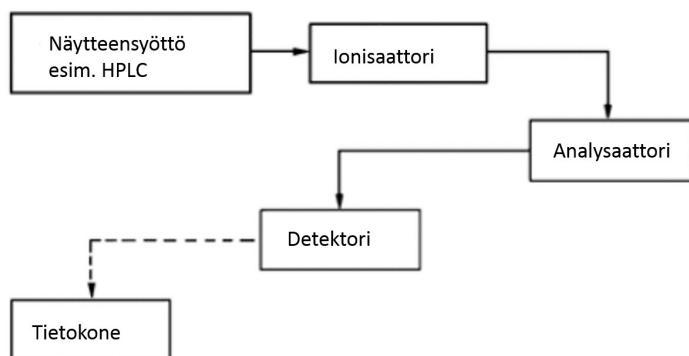 Näytteensyöttö
esim. HPLC
Ionisaattori
Analysaattori
Detektori
Tietokone